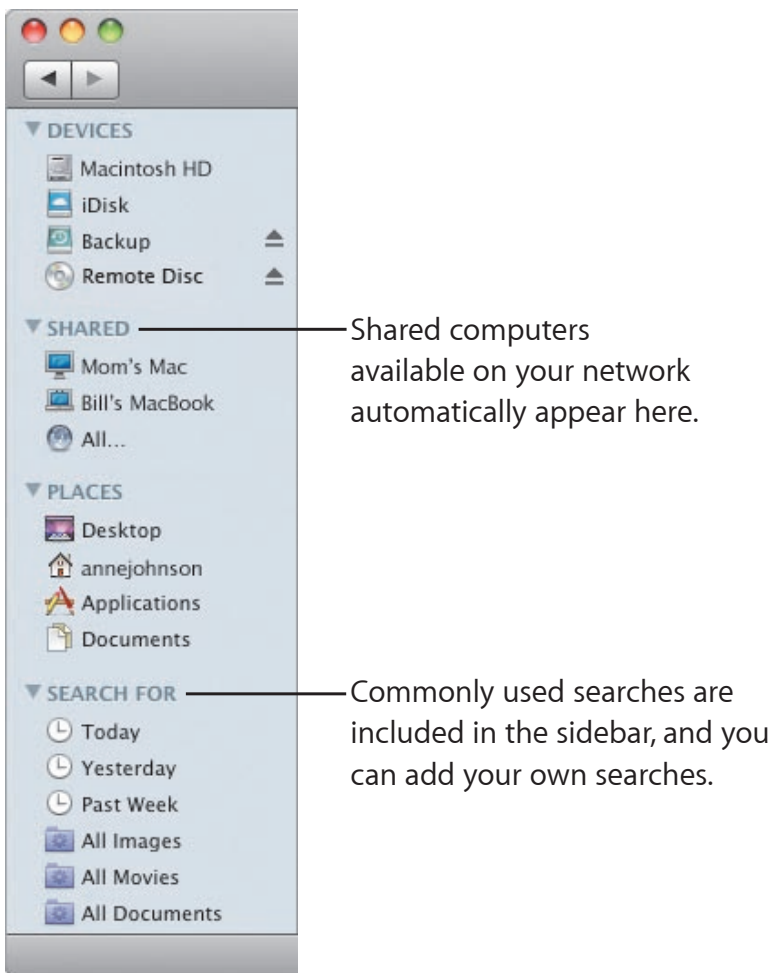 DEVICES
Macintosh HD
iDisk
Backup
Remote Disc
SHARED
Mom's Mac
Bill's MacBook
All...
Shared computers
available on your network
automatically appear here.
PLACES
Desktop
annejohnson
Applications
Documents
SEARCH FOR
Today
Yesterday
Past Week
All Images
All Movies
All Documents
Commonly used searches are
included in the sidebar, and you
can add your own searches.